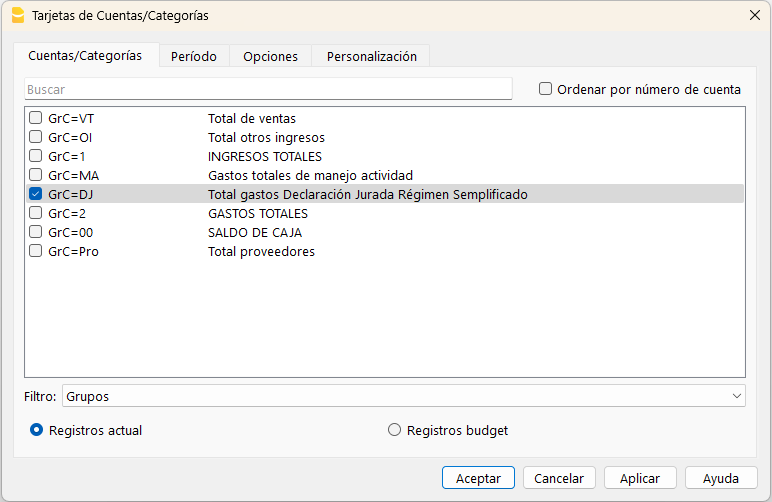 Tarjetas de Cuentas/Categorías
Cuentas/Categorías Período Opciones Personalización
Buscar Ordenar por número de cuenta
GrC=VT Total de ventas
GrC=OI Total otros ingresos
GrC=1 INGRESOS TOTALES
GrC=MA Gastos totales de manejo actividad
GrC=DJ Total gastos Declaración Jurada Régimen Semplificado
GrC=2 GASTOS TOTALES
GrC=00 SALDO DE CAJA
GrC=Pro Total proveedores
Filtro: Grupos
Registros actual Registros budget
Aceptar Cancelar Aplicar Ayuda